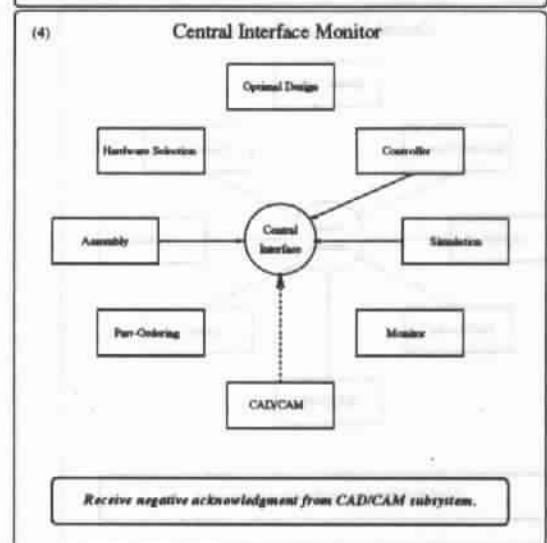 (4) Central Interface Monitor
Optimal Design
Hardware Selection
Controller
Assembly
Central
Interface
Simulation
Part-Ordering
Monitor
CAD/CAM
Receive negative acknowledgment from CAD/CAM subsystem.